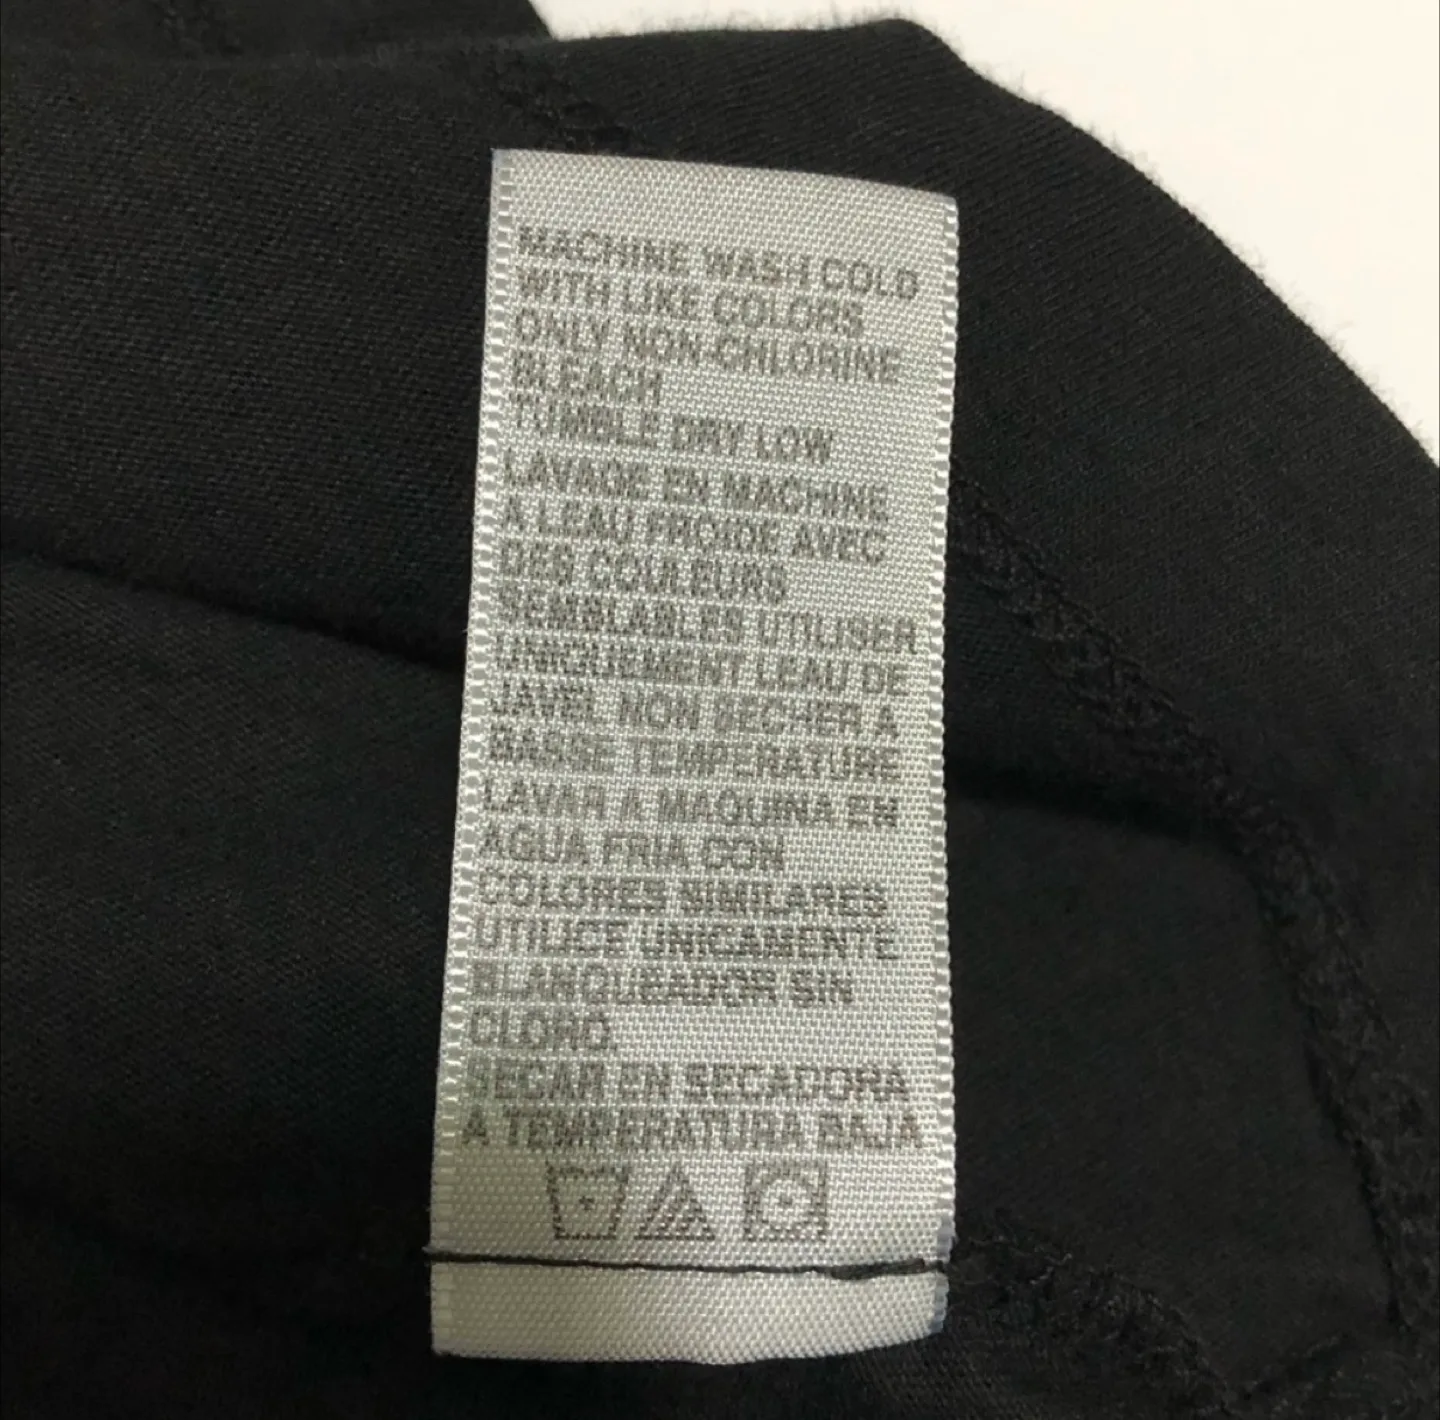 MACHINE WASH COLD
WITH LIKE COLORS
ONLY NON-CHLORINE
BLEACH
TUMBLE DRY LOW
LAVAGE EN MACHINE
A LEAU FROIDE AVEC
DES COULEURS
SEMBLABLES UTILISER
UNIQUEMENT LEAU DE
JAVEL NON SECHER A
BASSE TEMPERATURE
LAVAR A MAQUINA EN
AGUA FRIA CON
COLORES SIMILARES
UTILICE UNICAMENTE
BLANQUEADOR SIN
CLORO.
SECAR EN SECADORA
A TEMPERATURA BAJA